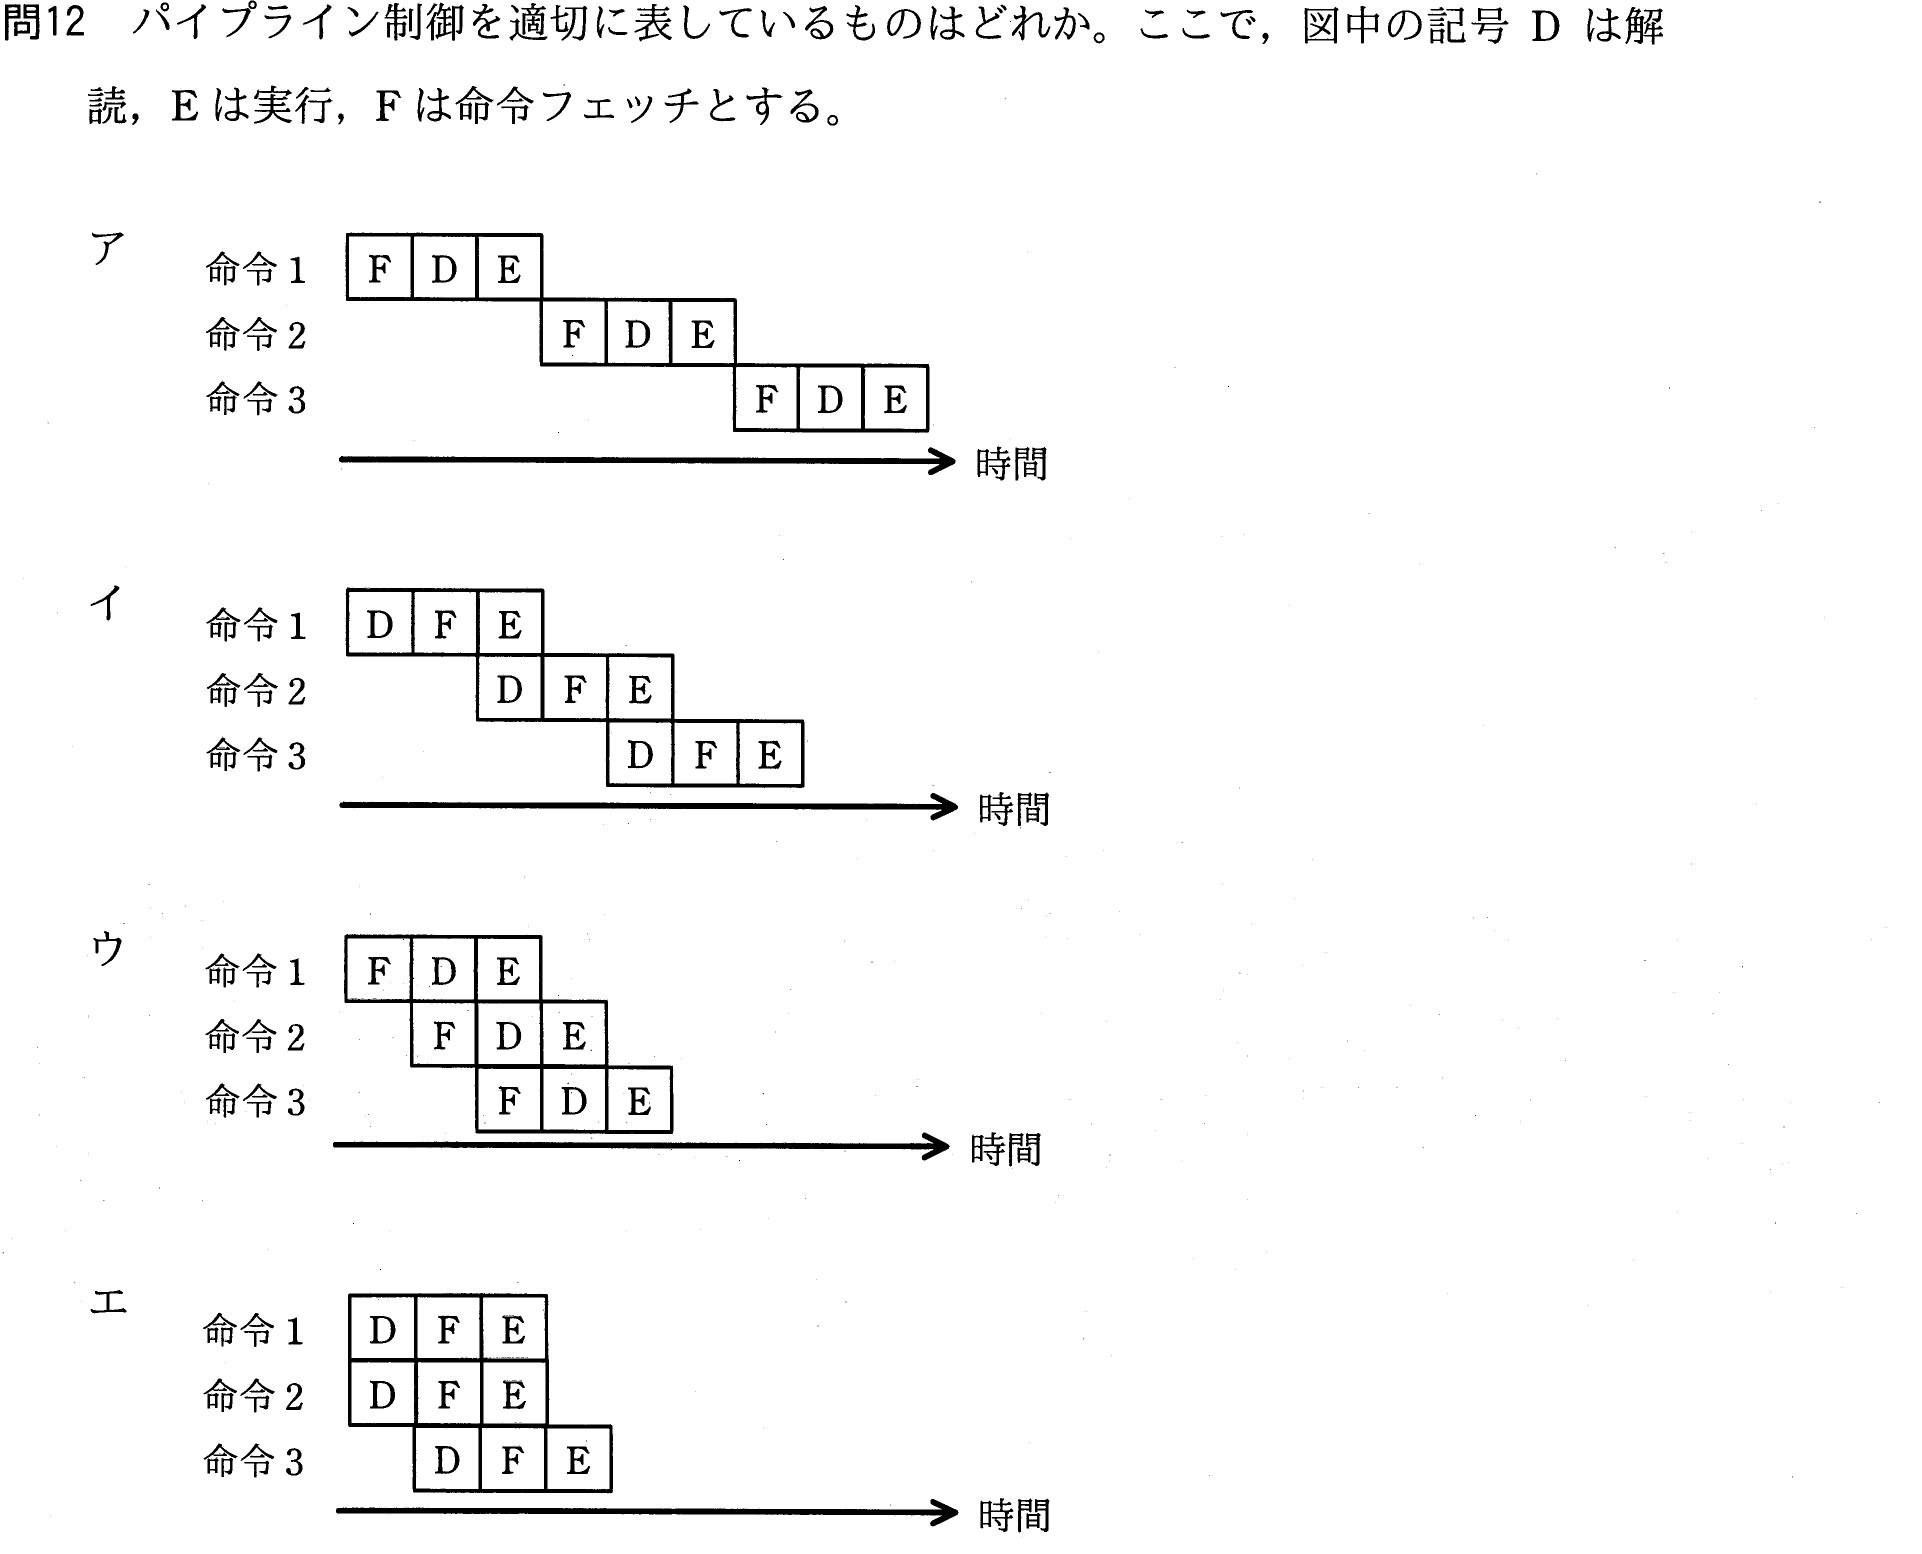 問12 パイプライン制御を適切に表しているものはどれか。ここで，図中の記号 D は解
読，E は実行，F は命令フェッチとする。
ア
命令1 F D E
命令2 F D E
命令3 F D E
時間
イ
命令1 D F E
命令2 D F E
命令3 D F E
時間
ウ
命令1 F D E
命令2 F D E
命令3 F D E
時間
エ
命令1 D F E
命令2 D F E
命令3 D F E
時間